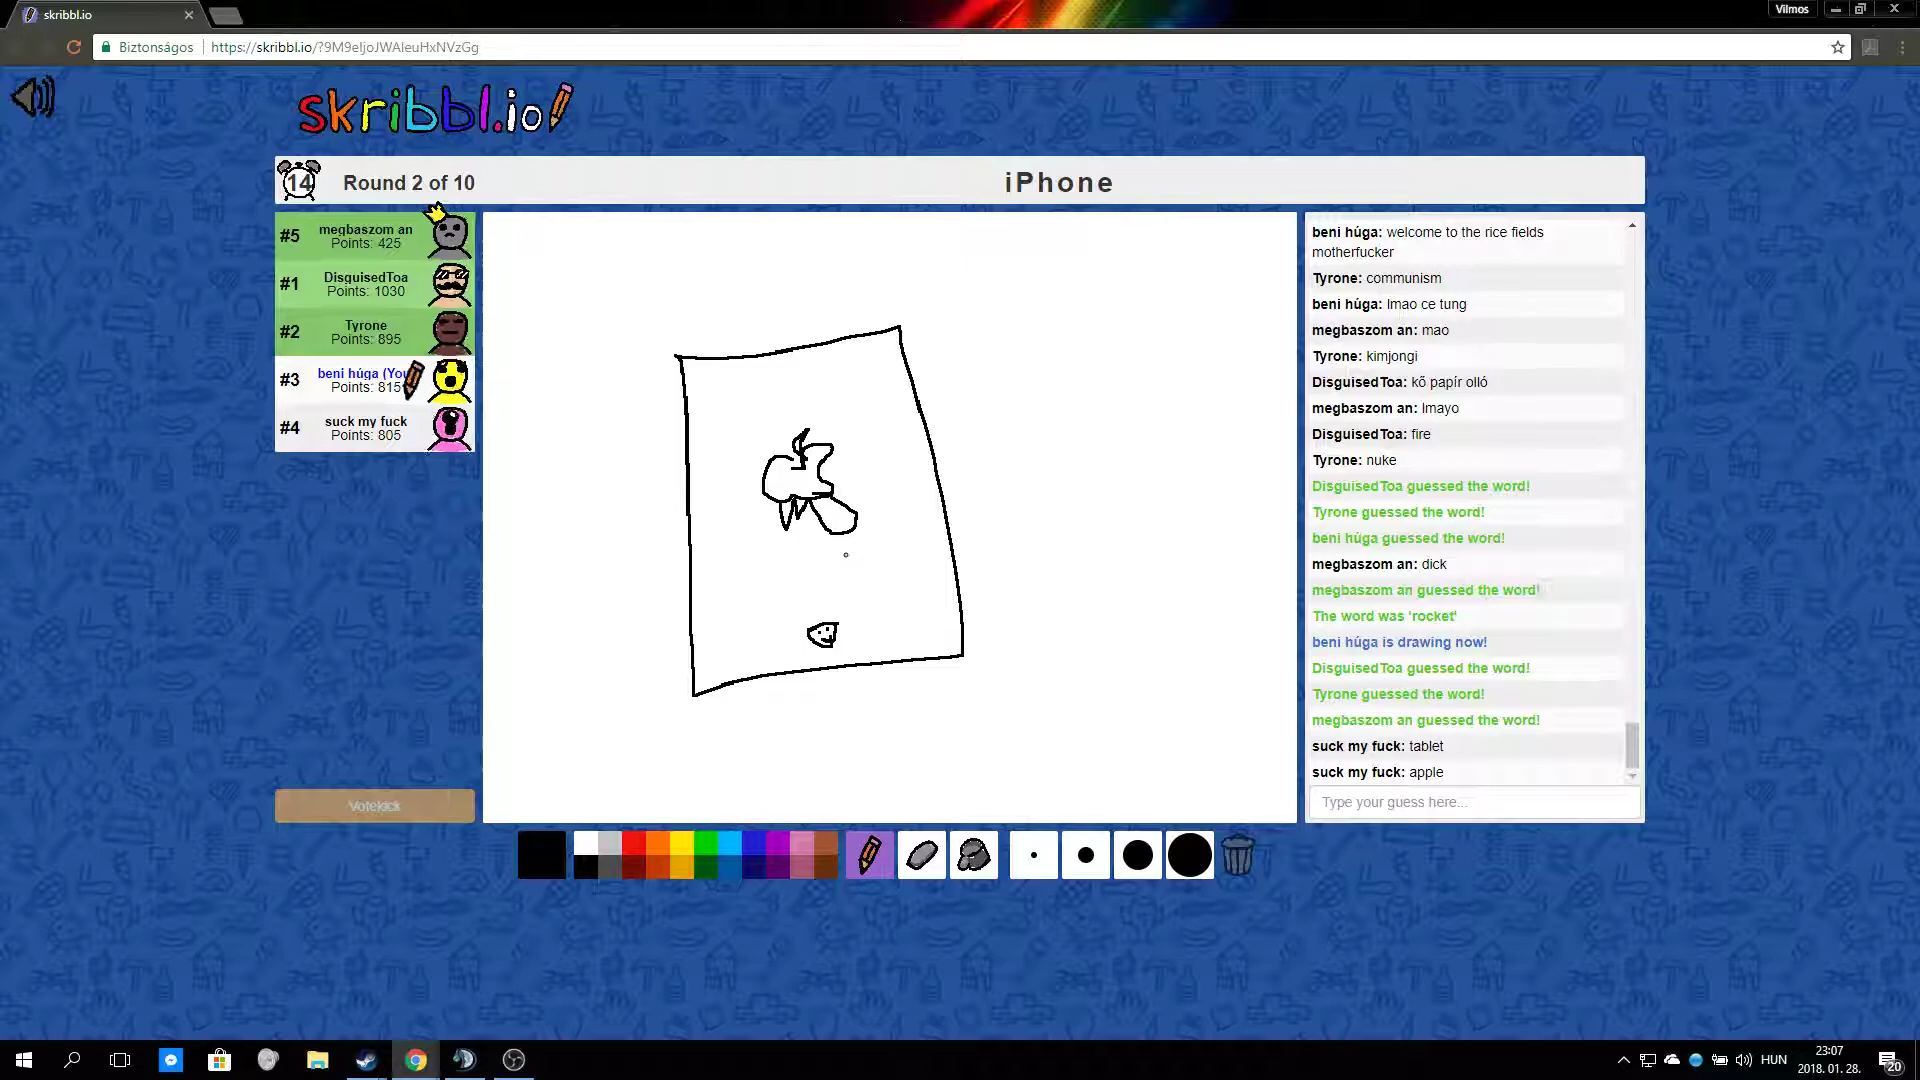 skribbl.io
Vilmos
Biztonságos
https://skribbl.io/?9M9eIjoJWAIeuHxNVzGg
skribbl.io
14
Round 2 of 10
iPhone
#5
megbaszom an
Points: 425
#1
DisguisedToa
Points: 1030
#2
Tyrone
Points: 895
#3
beni húga (You
Points: 815
#4
suck my fuck
Points: 805
Votekick
beni húga: welcome to the rice fields
motherfucker
Tyrone: communism
beni húga: lmao ce tung
megbaszom an: mao
Tyrone: kimjongi
DisguisedToa: kő papír olló
megbaszom an: lmayo
DisguisedToa: fire
Tyrone: nuke
DisguisedToa guessed the word!
Tyrone guessed the word!
beni húga guessed the word!
megbaszom an: dick
megbaszom an guessed the word!
The word was 'rocket'
beni húga is drawing now!
DisguisedToa guessed the word!
Tyrone guessed the word!
megbaszom an guessed the word!
suck my fuck: tablet
suck my fuck: apple
Type your guess here...
HUN
23:07
2018. 01. 28.
20